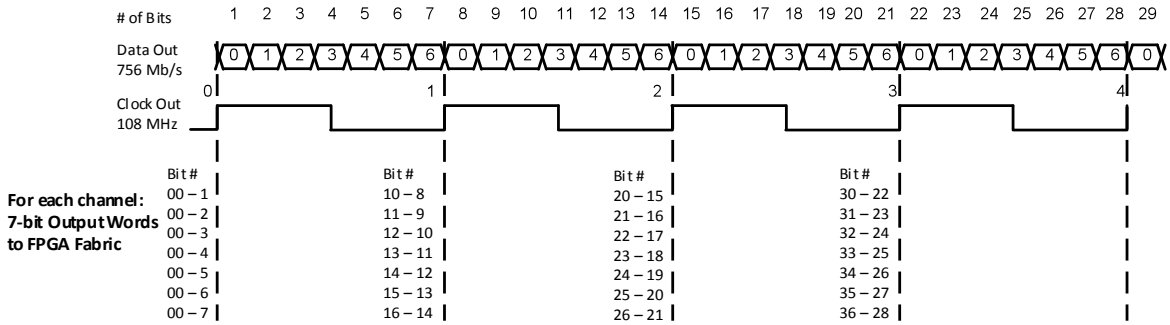 # of Bits 1 2 3 4 5 6 7 8 9 10 11 12 13 14 15 16 17 18 19 20 21 22 23 24 25 26 27 28 29
Data Out 0 1 2 3 4 5 6 0 1 2 3 4 5 6 0 1 2 3 4 5 6 0 1 2 3 4 5 6 0
756 Mb/s
0 1 2 3 4
Clock Out
108 MHz
Bit # Bit # Bit # Bit #
For each channel:
7-bit Output Words
to FPGA Fabric
00 – 1 10 – 8 20 – 15 30 – 22
00 – 2 11 – 9 21 – 16 31 – 23
00 – 3 12 – 10 22 – 17 32 – 24
00 – 4 13 – 11 23 – 18 33 – 25
00 – 5 14 – 12 24 – 19 34 – 26
00 – 6 15 – 13 25 – 20 35 – 27
00 – 7 16 – 14 26 – 21 36 – 28